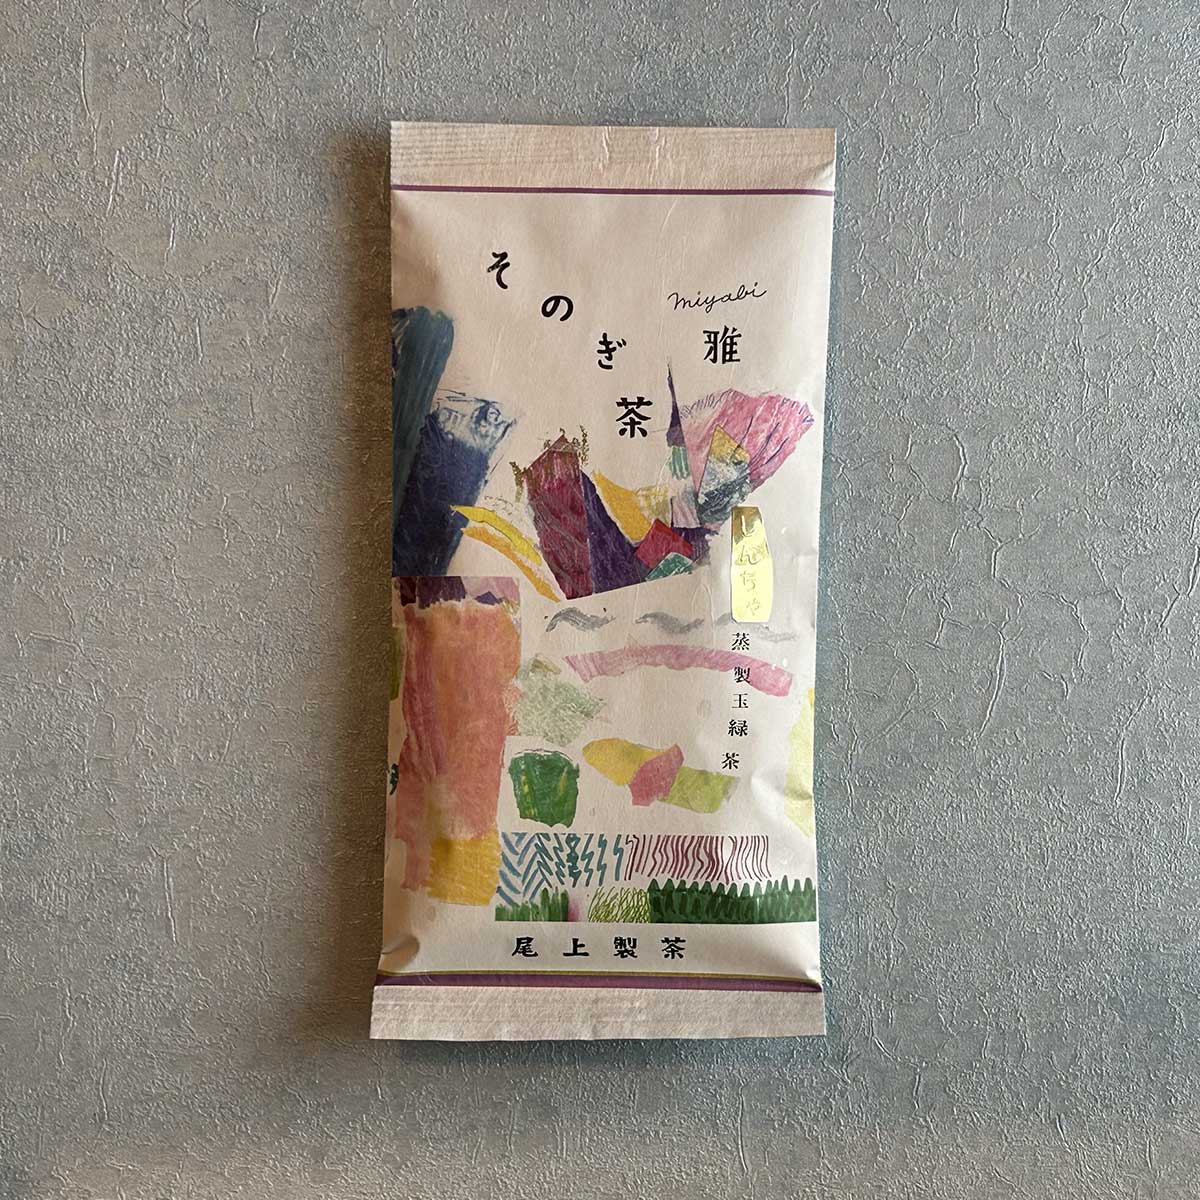 そのぎ茶
miyabi
雅
しんちゃ
蒸製玉緑茶
尾上製茶